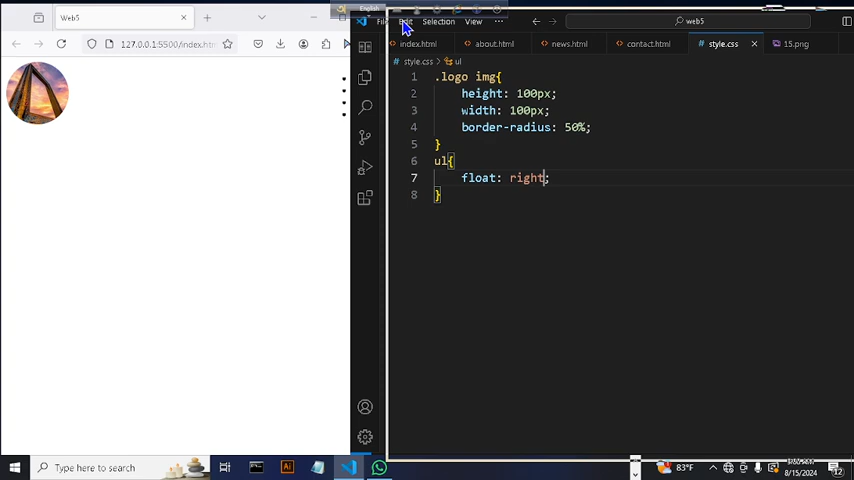 English
Web5
File Edit Selection View ... web5
127.0.0.1:5500/index.htm
index.html about.html news.html contact.html # style.css 15.png
# style.css > ul
1 .logo img{
2 height: 100px;
3 width: 100px;
4 border-radius: 50%;
5 }
6 ul{
7 float: right;
8 }
Type here to search
83°F
8/15/2024
12